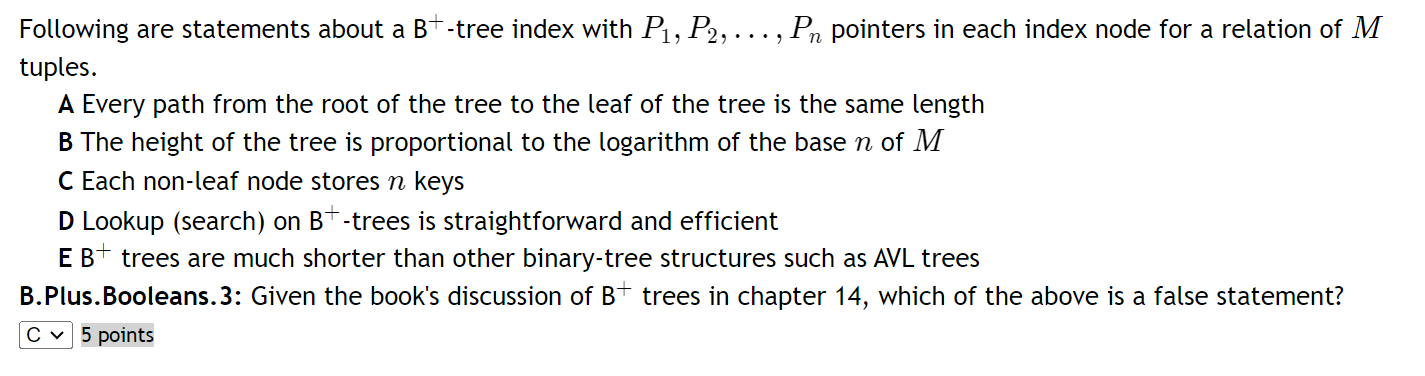 Following are statements about a B⁺-tree index with P₁, P₂, . . . , Pₙ pointers in each index node for a relation of M
tuples.
A Every path from the root of the tree to the leaf of the tree is the same length
B The height of the tree is proportional to the logarithm of the base n of M
C Each non-leaf node stores n keys
D Lookup (search) on B⁺-trees is straightforward and efficient
E B⁺ trees are much shorter than other binary-tree structures such as AVL trees
B.Plus.Booleans.3: Given the book's discussion of B⁺ trees in chapter 14, which of the above is a false statement?
C 5 points